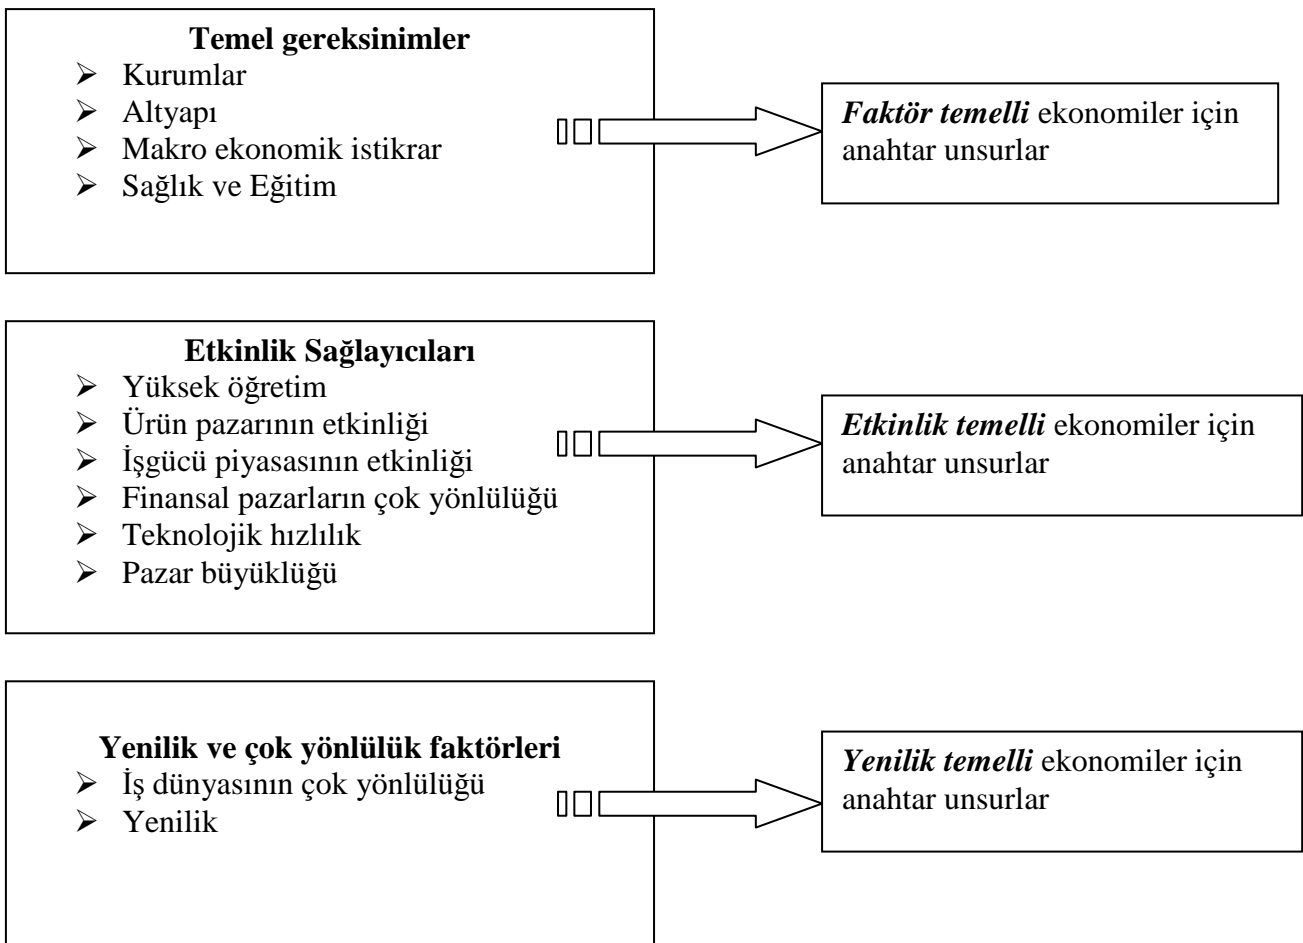 Temel gereksinimler
➢ Kurumlar
➢ Altyapı
➢ Makro ekonomik istikrar
➢ Sağlık ve Eğitim
Faktör temelli ekonomiler için
anahtar unsurlar
Etkinlik Sağlayıcıları
➢ Yüksek öğretim
➢ Ürün pazarının etkinliği
➢ İşgücü piyasasının etkinliği
➢ Finansal pazarların çok yönlülüğü
➢ Teknolojik hızlılık
➢ Pazar büyüklüğü
Etkinlik temelli ekonomiler için
anahtar unsurlar
Yenilik ve çok yönlülük faktörleri
➢ İş dünyasının çok yönlülüğü
➢ Yenilik
Yenilik temelli ekonomiler için
anahtar unsurlar